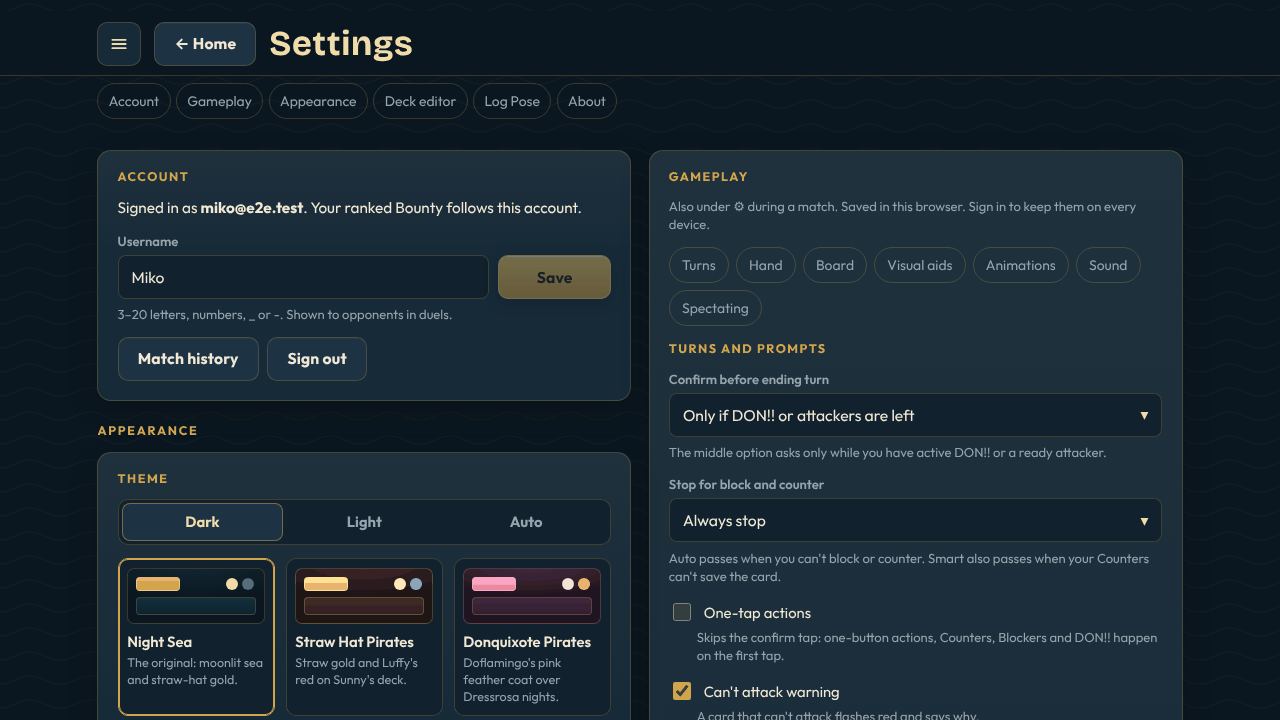 ← Home
Settings
Account
Gameplay
Appearance
Deck editor
Log Pose
About
ACCOUNT
Signed in as miko@e2e.test. Your ranked Bounty follows this account.
Username
Miko
Save
3–20 letters, numbers, _ or -. Shown to opponents in duels.
Match history
Sign out
APPEARANCE
THEME
Dark
Light
Auto
Night Sea
The original: moonlit sea
and straw-hat gold.
Straw Hat Pirates
Straw gold and Luffy's
red on Sunny's deck.
Donquixote Pirates
Doflamingo's pink
feather coat over
Dressrosa nights.
GAMEPLAY
Also under ⚙ during a match. Saved in this browser. Sign in to keep them on every
device.
Turns
Hand
Board
Visual aids
Animations
Sound
Spectating
TURNS AND PROMPTS
Confirm before ending turn
Only if DON!! or attackers are left
The middle option asks only while you have active DON!! or a ready attacker.
Stop for block and counter
Always stop
Auto passes when you can't block or counter. Smart also passes when your Counters
can't save the card.
One-tap actions
Skips the confirm tap: one-button actions, Counters, Blockers and DON!! happen
on the first tap.
Can't attack warning
A card that can't attack flashes red and says why.